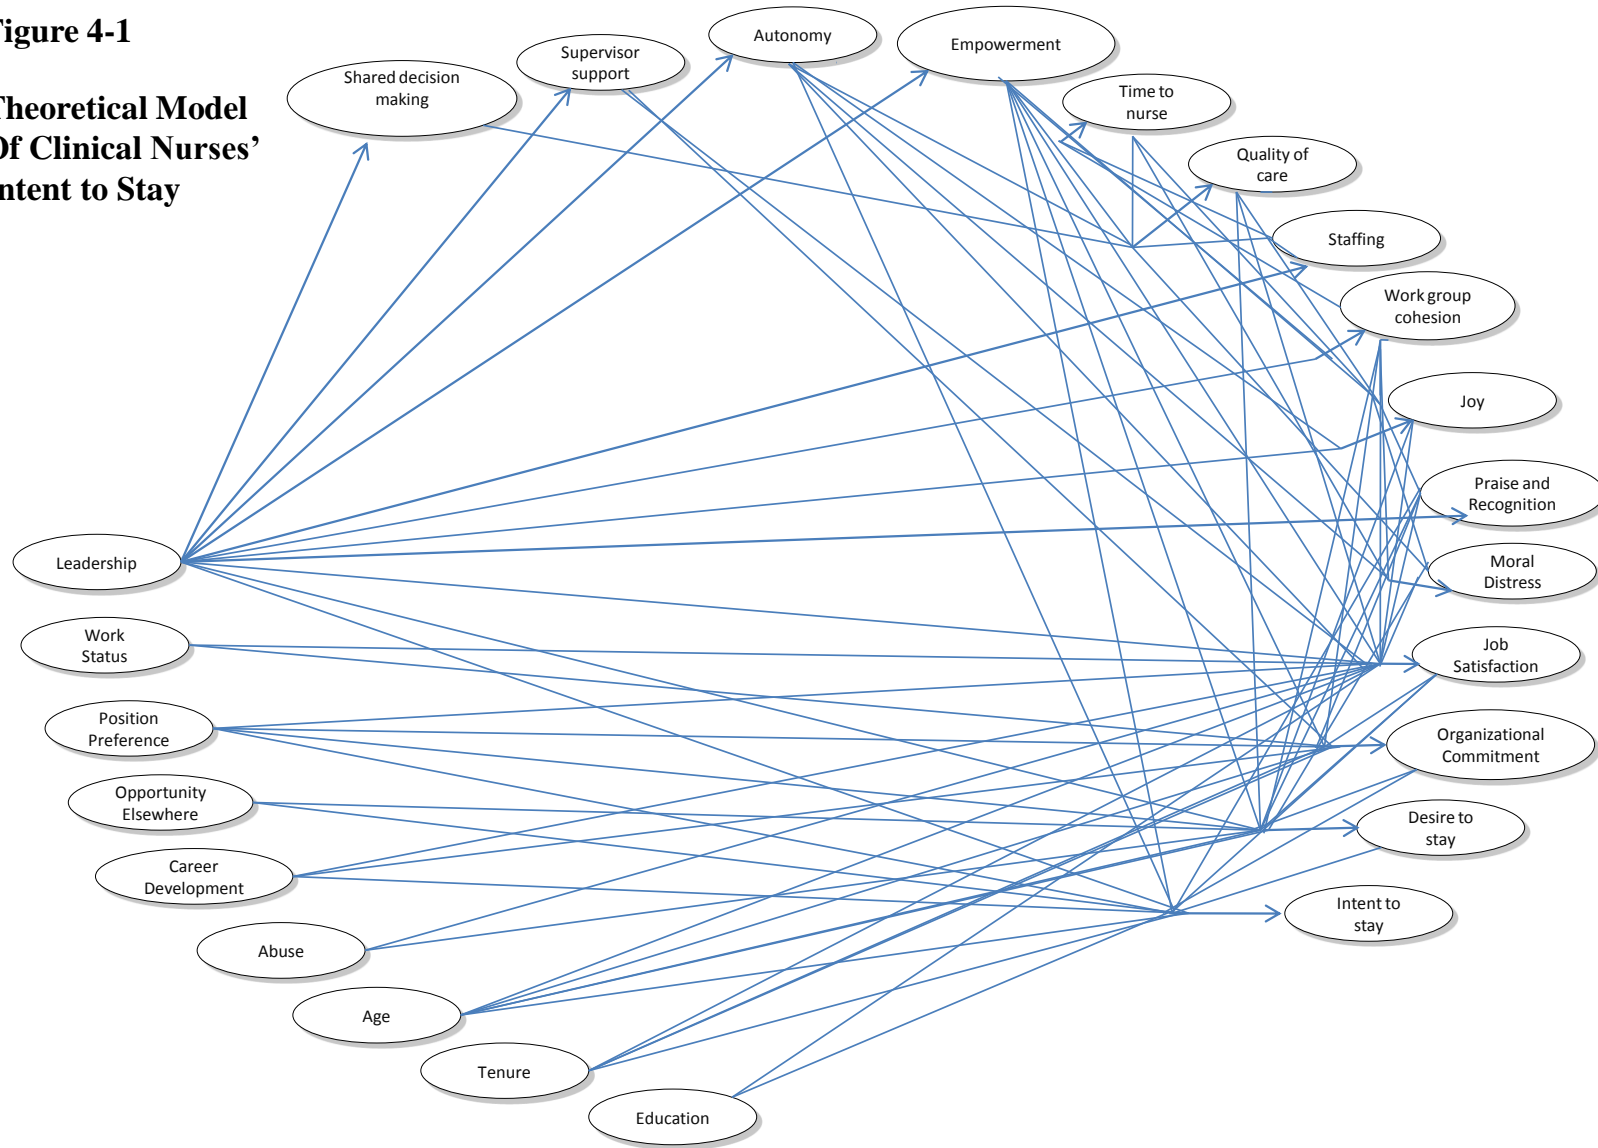 igure 4-1
Theoretical Model
Of Clinical Nurses’
ntent to Stay
Shared decision
making
Supervisor
support
Autonomy
Empowerment
Time to
nurse
Quality of
care
Staffing
Work group
cohesion
Joy
Praise and
Recognition
Moral
Distress
Job
Satisfaction
Organizational
Commitment
Desire to
stay
Intent to
stay
Leadership
Work
Status
Position
Preference
Opportunity
Elsewhere
Career
Development
Abuse
Age
Tenure
Education